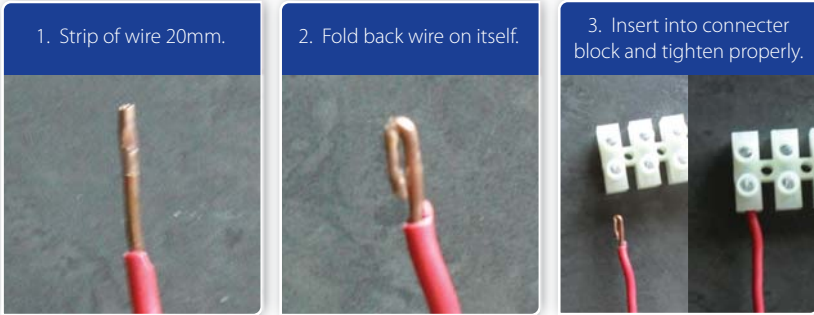 1. Strip of wire 20mm.
2. Fold back wire on itself.
3. Insert into connecter
block and tighten properly.